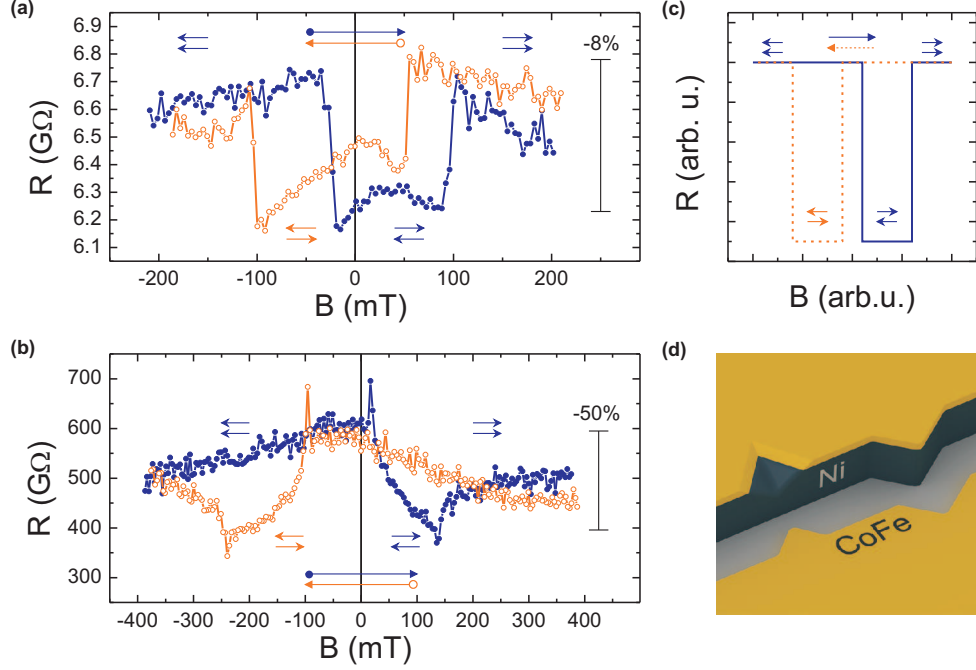 (a)
6.9
6.8
6.7
6.6
6.5
6.4
6.3
6.2
6.1
R (GΩ)
-8%
-200
-100
0
100
200
B (mT)
(b)
700
600
500
400
300
R (GΩ)
-50%
-400
-300
-200
-100
0
100
200
300
400
B (mT)
(c)
R (arb. u.)
B (arb.u.)
(d)
Ni
CoFe